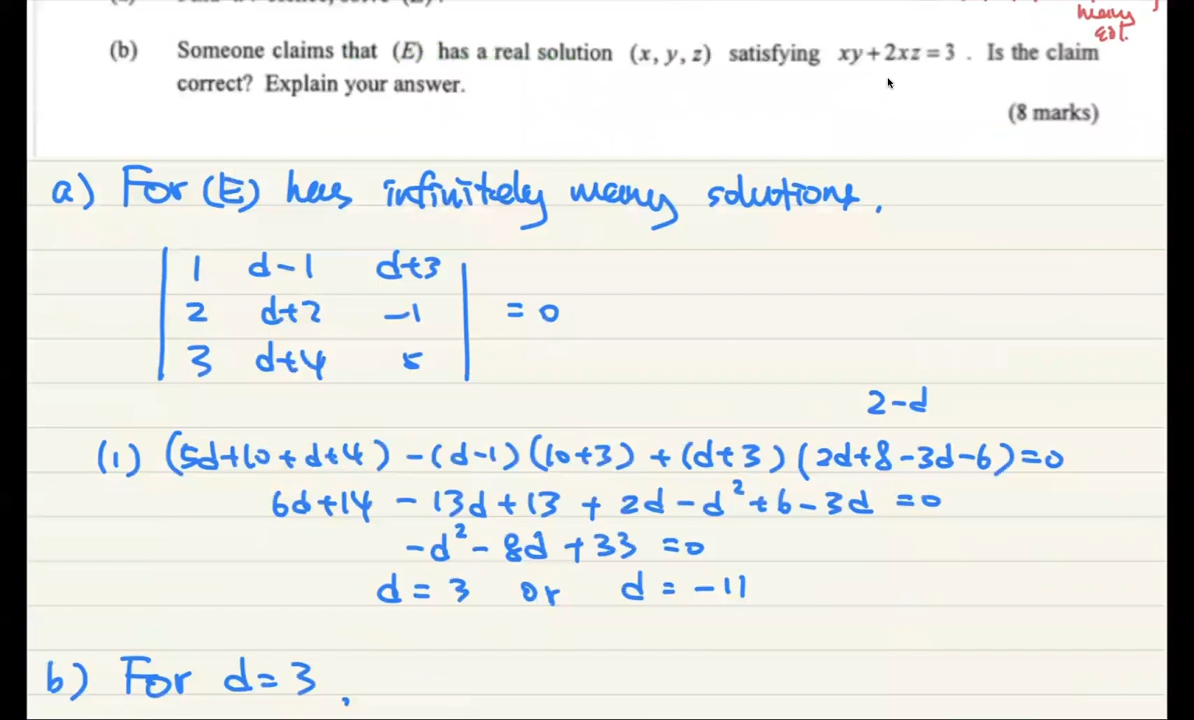 many
(b) Someone claims that (E) has a real solution (x, y, z) satisfying xy + 2xz = 3 . Is the claim
sol.
correct? Explain your answer.
(8 marks)
a) For (E) has infinitely many solutions.
| 1 d-1 d+3 |
| 2 d+2 -1 | = 0
| 3 d+4 5 |
2-d
(1) (5d+10+d+4) -(d-1)(10+3) + (d+3)(2d+8-3d-6)=0
6d+14 - 13d+13 + 2d-d²+6-3d = 0
-d²- 8d +33 = 0
d = 3 or d = -11
b) For d=3,